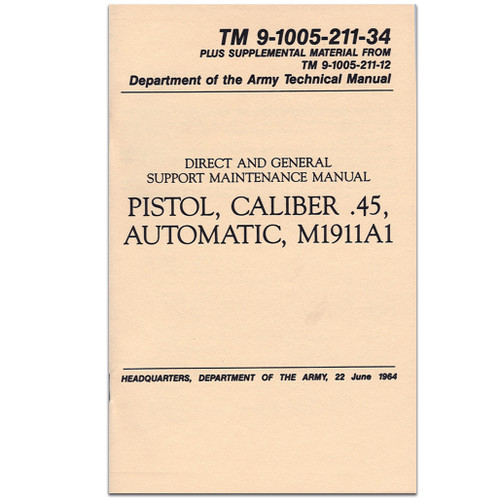 TM 9-1005-211-34
PLUS SUPPLEMENTAL MATERIAL FROM
TM 9-1005-211-12
Department of the Army Technical Manual
DIRECT AND GENERAL
SUPPORT MAINTENANCE MANUAL
PISTOL, CALIBER .45,
AUTOMATIC, M1911A1
HEADQUARTERS, DEPARTMENT OF THE ARMY, 22 June 1964